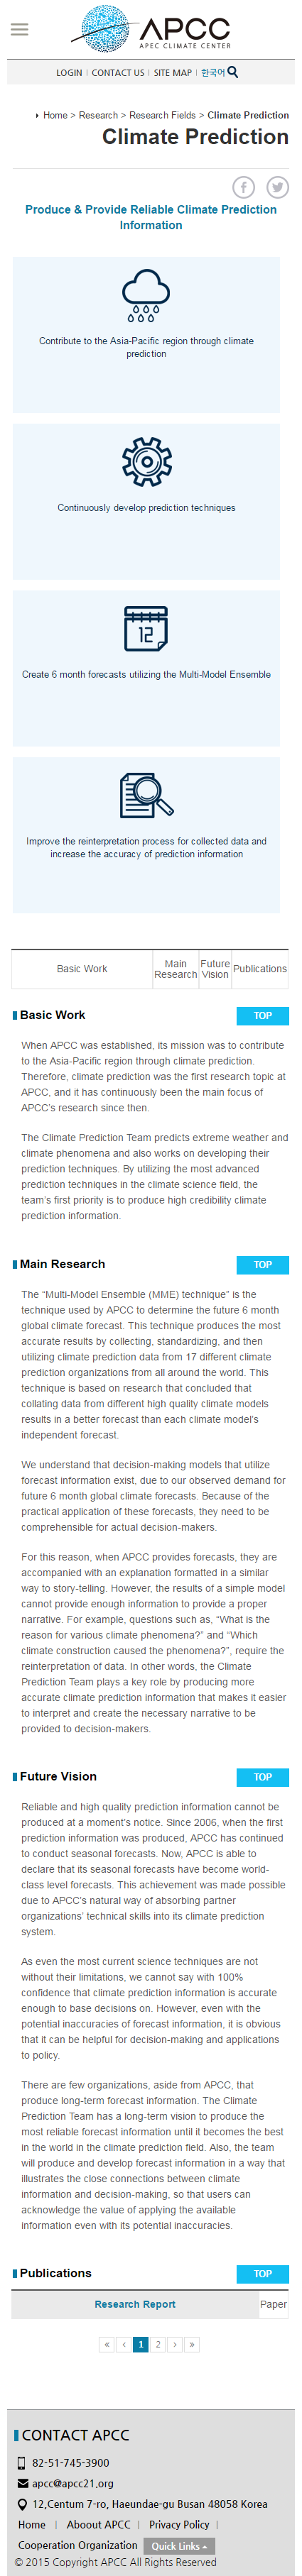 APCC
APEC CLIMATE CENTER
LOGIN | CONTACT US | SITE MAP | 한국어
Home > Research > Research Fields > Climate Prediction
Climate Prediction
Produce & Provide Reliable Climate Prediction
Information
Contribute to the Asia-Pacific region through climate
prediction
Continuously develop prediction techniques
12
Create 6 month forecasts utilizing the Multi-Model Ensemble
Improve the reinterpretation process for collected data and
increase the accuracy of prediction information
Basic Work
Main
Research
Future
Vision
Publications
Basic Work
TOP
When APCC was established, its mission was to contribute
to the Asia-Pacific region through climate prediction.
Therefore, climate prediction was the first research topic at
APCC, and it has continuously been the main focus of
APCC's research since then.
The Climate Prediction Team predicts extreme weather and
climate phenomena and also works on developing their
prediction techniques. By utilizing the most advanced
prediction techniques in the climate science field, the
team's first priority is to produce high credibility climate
prediction information.
Main Research
TOP
The “Multi-Model Ensemble (MME) technique” is the
technique used by APCC to determine the future 6 month
global climate forecast. This technique produces the most
accurate results by collecting, standardizing, and then
utilizing climate prediction data from 17 different climate
prediction organizations from all around the world. This
technique is based on research that concluded that
collating data from different high quality climate models
results in a better forecast than each climate model's
independent forecast.
We understand that decision-making models that utilize
forecast information exist, due to our observed demand for
future 6 month global climate forecasts. Because of the
practical application of these forecasts, they need to be
comprehensible for actual decision-makers.
For this reason, when APCC provides forecasts, they are
accompanied with an explanation formatted in a similar
way to story-telling. However, the results of a simple model
cannot provide enough information to provide a proper
narrative. For example, questions such as, “What is the
reason for various climate phenomena?” and “Which
climate construction caused the phenomena?”, require the
reinterpretation of data. In other words, the Climate
Prediction Team plays a key role by producing more
accurate climate prediction information that makes it easier
to interpret and create the necessary narrative to be
provided to decision-makers.
Future Vision
TOP
Reliable and high quality prediction information cannot be
produced at a moment's notice. Since 2006, when the first
prediction information was produced, APCC has continued
to conduct seasonal forecasts. Now, APCC is able to
declare that its seasonal forecasts have become world-
class level forecasts. This achievement was made possible
due to APCC's natural way of absorbing partner
organizations' technical skills into its climate prediction
system.
As even the most current science techniques are not
without their limitations, we cannot say with 100%
confidence that climate prediction information is accurate
enough to base decisions on. However, even with the
potential inaccuracies of forecast information, it is obvious
that it can be helpful for decision-making and applications
to policy.
There are few organizations, aside from APCC, that
produce long-term forecast information. The Climate
Prediction Team has a long-term vision to produce the
most reliable forecast information until it becomes the best
in the world in the climate prediction field. Also, the team
will produce and develop forecast information in a way that
illustrates the close connections between climate
information and decision-making, so that users can
acknowledge the value of applying the available
information even with its potential inaccuracies.
Publications
TOP
Research Report
Paper
« ‹ 1 2 › »
CONTACT APCC
82-51-745-3900
apcc@apcc21.org
12,Centum 7-ro, Haeundae-gu Busan 48058 Korea
Home | Aboout APCC | Privacy Policy |
Cooperation Organization Quick Links
© 2015 Copyright APCC All Rights Reserved